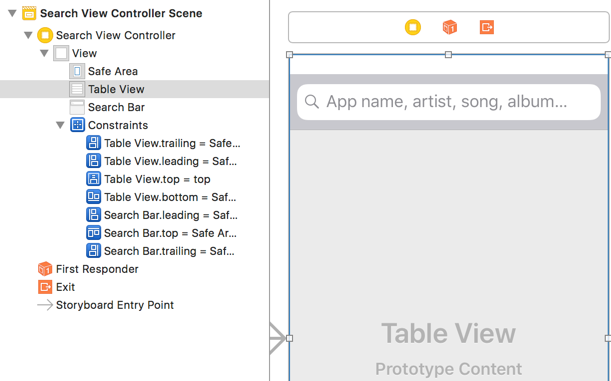 Search View Controller Scene
Search View Controller
View
Safe Area
Table View
Search Bar
Constraints
Table View.trailing = Safe...
Table View.leading = Saf...
Table View.top = top
Table View.bottom = Saf...
Search Bar.leading = Saf...
Search Bar.top = Safe Ar...
Search Bar.trailing = Saf...
First Responder
Exit
Storyboard Entry Point
App name, artist, song, album...
Table View
Prototype Content